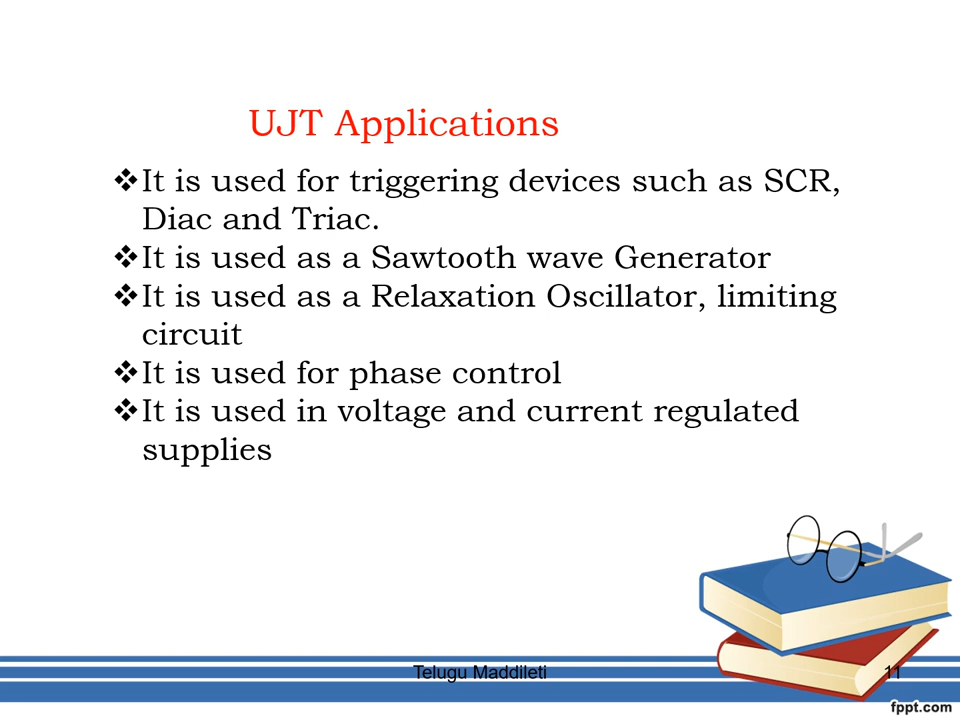 UJT Applications
❖It is used for triggering devices such as SCR,
Diac and Triac.
❖It is used as a Sawtooth wave Generator
❖It is used as a Relaxation Oscillator, limiting
circuit
❖It is used for phase control
❖It is used in voltage and current regulated
supplies
Telugu Maddileti
11
fppt.com